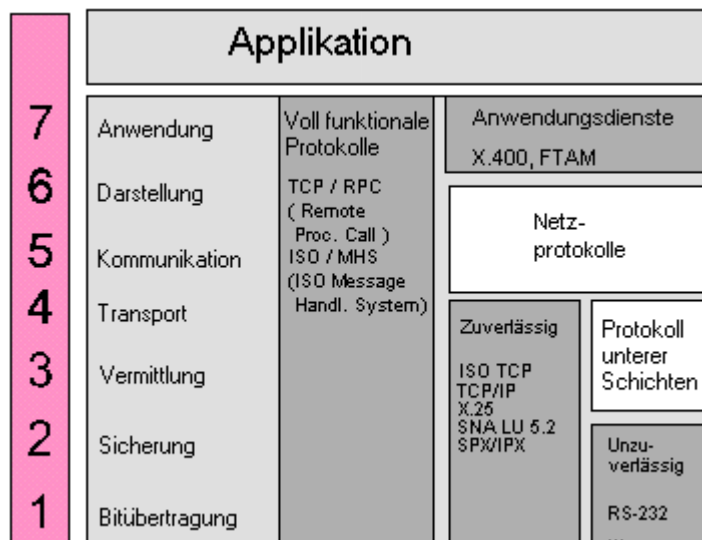 Applikation
7
6
5
4
3
2
1
Anwendung
Darstellung
Kommunikation
Transport
Vermittlung
Sicherung
Bitübertragung
Voll funktionale
Protokolle
TCP / RPC
( Remote
Proc. Call )
ISO / MHS
(ISO Message
Handl. System)
Anwendungsdienste
X.400, FTAM
Netz-
protokolle
Zuverlässig
ISO TCP
TCP/IP
X.25
SNA LU 5.2
SPX/IPX
Protokoll
unterer
Schichten
Unzu-
verlässig
RS-232